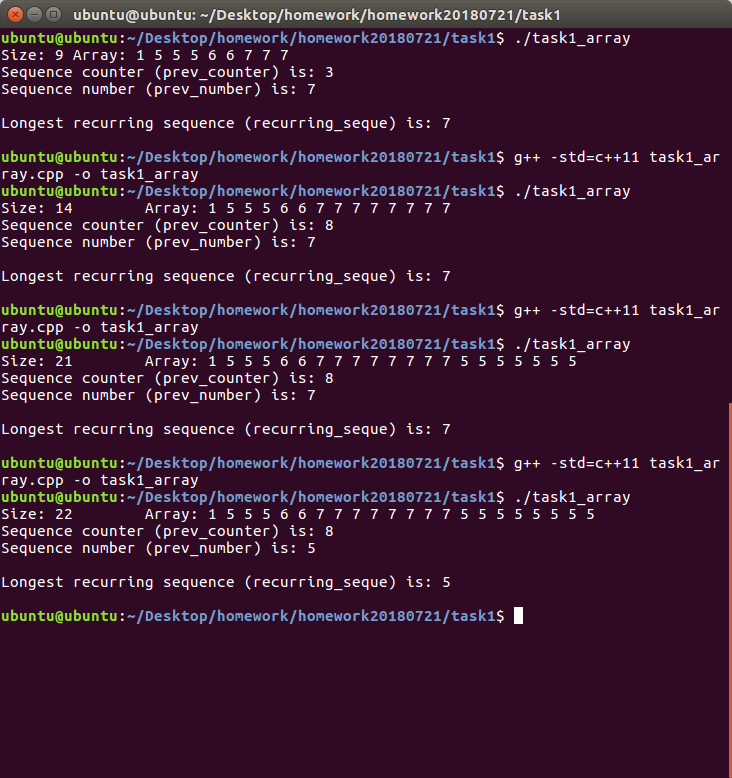 ubuntu@ubuntu: ~/Desktop/homework/homework20180721/task1
ubuntu@ubuntu:~/Desktop/homework/homework20180721/task1$ ./task1_array
Size: 9 Array: 1 5 5 5 6 6 7 7 7
Sequence counter (prev_counter) is: 3
Sequence number (prev_number) is: 7
Longest recurring sequence (recurring_seque) is: 7
ubuntu@ubuntu:~/Desktop/homework/homework20180721/task1$ g++ -std=c++11 task1_ar
ray.cpp -o task1_array
ubuntu@ubuntu:~/Desktop/homework/homework20180721/task1$ ./task1_array
Size: 14        Array: 1 5 5 5 6 6 7 7 7 7 7 7 7 7
Sequence counter (prev_counter) is: 8
Sequence number (prev_number) is: 7
Longest recurring sequence (recurring_seque) is: 7
ubuntu@ubuntu:~/Desktop/homework/homework20180721/task1$ g++ -std=c++11 task1_ar
ray.cpp -o task1_array
ubuntu@ubuntu:~/Desktop/homework/homework20180721/task1$ ./task1_array
Size: 21        Array: 1 5 5 5 6 6 7 7 7 7 7 7 7 7 5 5 5 5 5 5 5
Sequence counter (prev_counter) is: 8
Sequence number (prev_number) is: 7
Longest recurring sequence (recurring_seque) is: 7
ubuntu@ubuntu:~/Desktop/homework/homework20180721/task1$ g++ -std=c++11 task1_ar
ray.cpp -o task1_array
ubuntu@ubuntu:~/Desktop/homework/homework20180721/task1$ ./task1_array
Size: 22        Array: 1 5 5 5 6 6 7 7 7 7 7 7 7 7 5 5 5 5 5 5 5 5
Sequence counter (prev_counter) is: 8
Sequence number (prev_number) is: 5
Longest recurring sequence (recurring_seque) is: 5
ubuntu@ubuntu:~/Desktop/homework/homework20180721/task1$